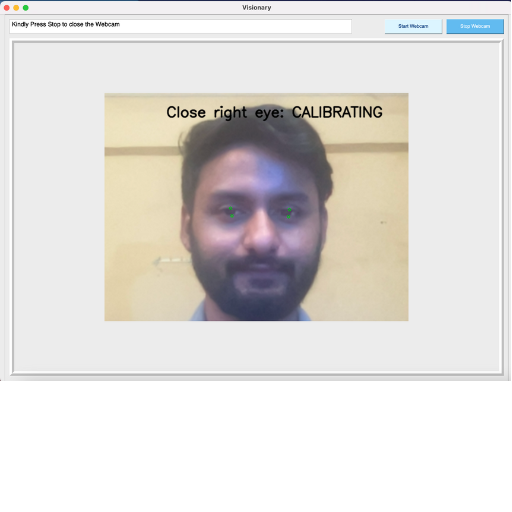 Visionary
Kindly Press Stop to close the Webcam
Start Webcam
Stop Webcam
Close right eye: CALIBRATING